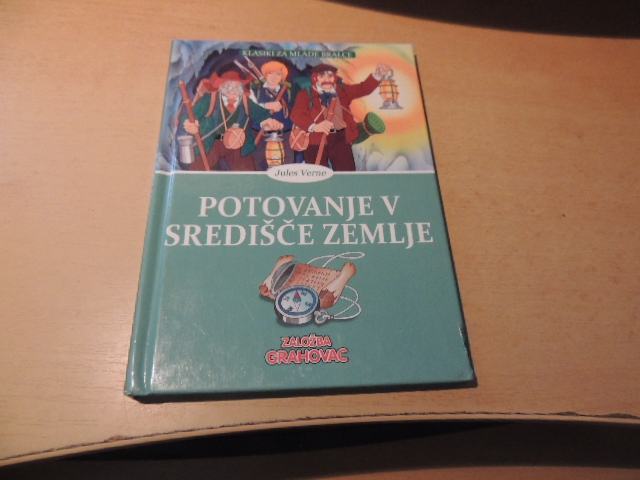 KLASIKI ZA MLADE BRALCE
Jules Verne
POTOVANJE V
SREDIŠČE ZEMLJE
ZALOŽBA
GRAHOVAC